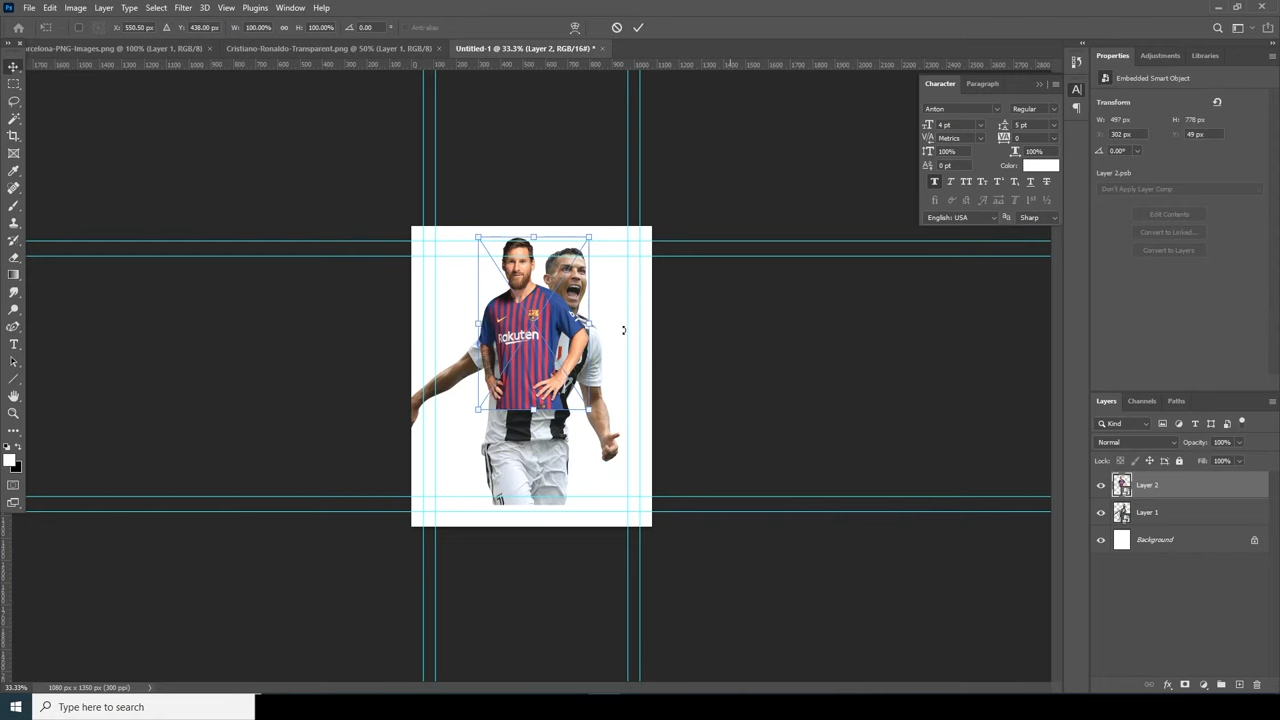 File Edit Image Layer Type Select Filter 3D View Plugins Window Help
X: 550.50 px Y: 438.00 px W: 100.00% H: 100.00% 0.00 Anti-alias
rcelona-PNG-Images.png @ 100% (Layer 1, RGB/8) Cristiano-Ronaldo-Transparent.png @ 50% (Layer 1, RGB/8) Untitled-1 @ 33.3% (Layer 2, RGB/16#) *
Character Paragraph
Anton Regular
4 pt 5 pt
Metrics 0
100% 100%
0 pt Color:
English: USA Sharp
Properties Adjustments Libraries
Embedded Smart Object
Transform
W: 497 px H: 778 px
X: 302 px Y: 49 px
0.00°
Layer 2.psb
Don't Apply Layer Comp
Edit Contents
Convert to Linked...
Convert to Layers
Rakuten
Layers Channels Paths
Kind
Normal Opacity: 100%
Lock: Fill: 100%
Layer 2
Layer 1
Background
33.33% 1080 px x 1350 px (300 ppi)
Type here to search